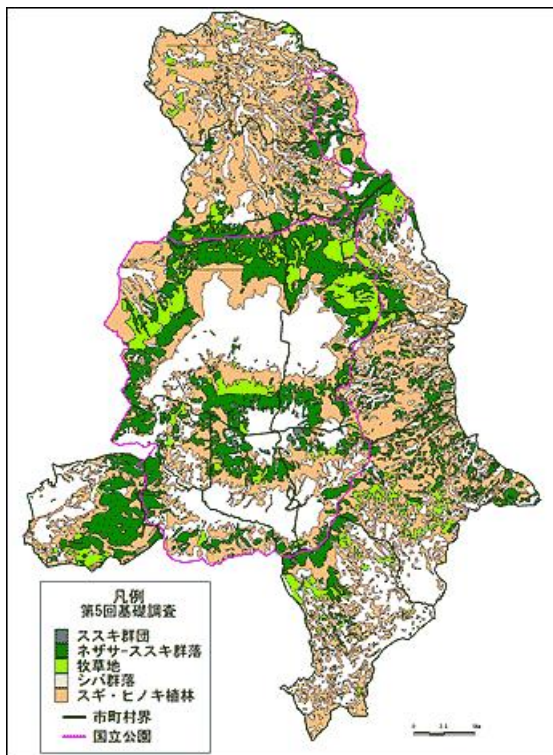 凡例
第5回基礎調査
ススキ群団
ネザサ-ススキ群落
牧草地
シバ群落
スギ・ヒノキ植林
市町村界
国立公園